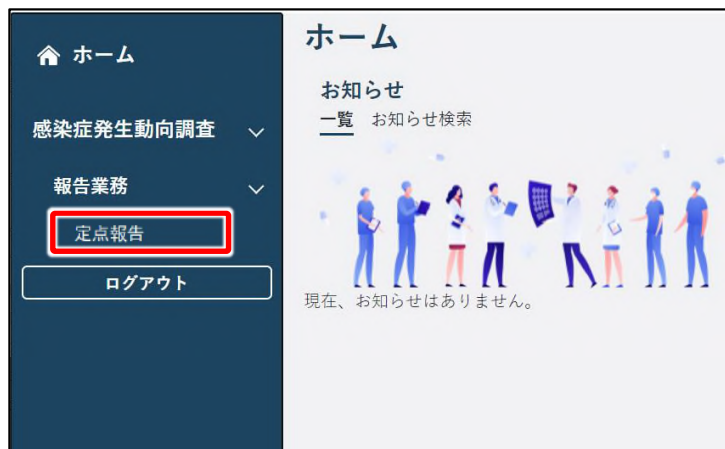 ホーム
感染症発生動向調査
報告業務
定点報告
ログアウト
ホーム
お知らせ
一覧 お知らせ検索
現在、お知らせはありません。